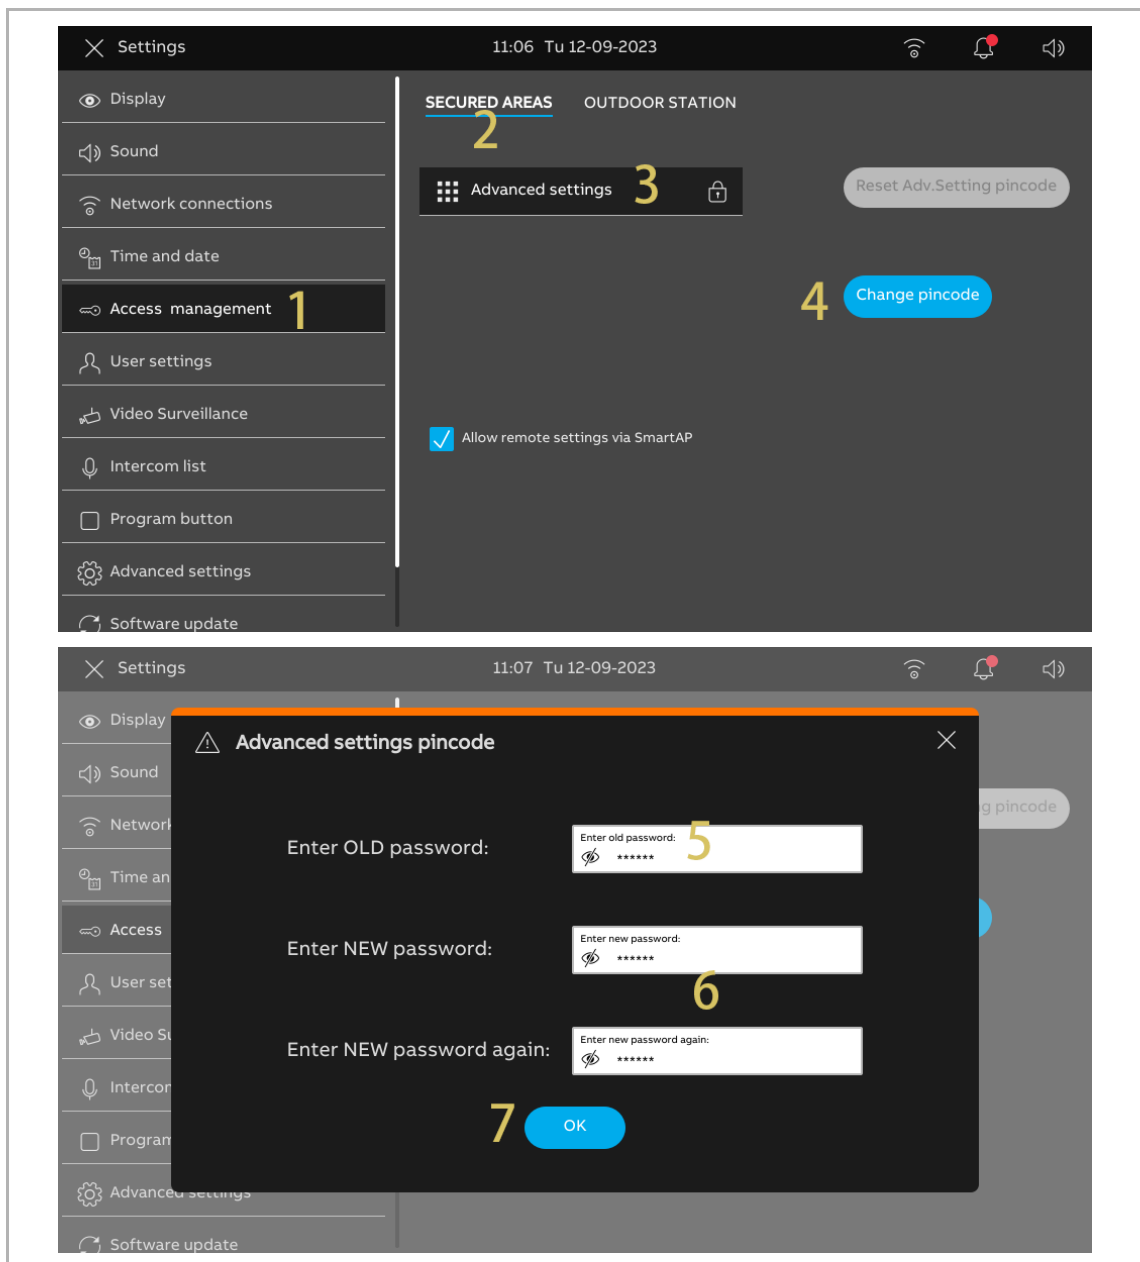 Settings 11:06 Tu 12-09-2023
Display
SECURED AREAS OUTDOOR STATION
2
Sound
Advanced settings 3 Reset Adv.Setting pincode
Network connections
Time and date
4 Change pincode
Access management 1
User settings
Video Surveillance
Allow remote settings via SmartAP
Intercom list
Program button
Advanced settings
Software update
Settings 11:07 Tu 12-09-2023
Display
Advanced settings pincode
Sound
g pincode
Network
Enter OLD password: Enter old password: 5
******
Time an
Access
Enter NEW password: Enter new password:
******
User set
6
Video Su
Enter NEW password again: Enter new password again:
******
Intercon
7 OK
Program
Advanced settings
Software update